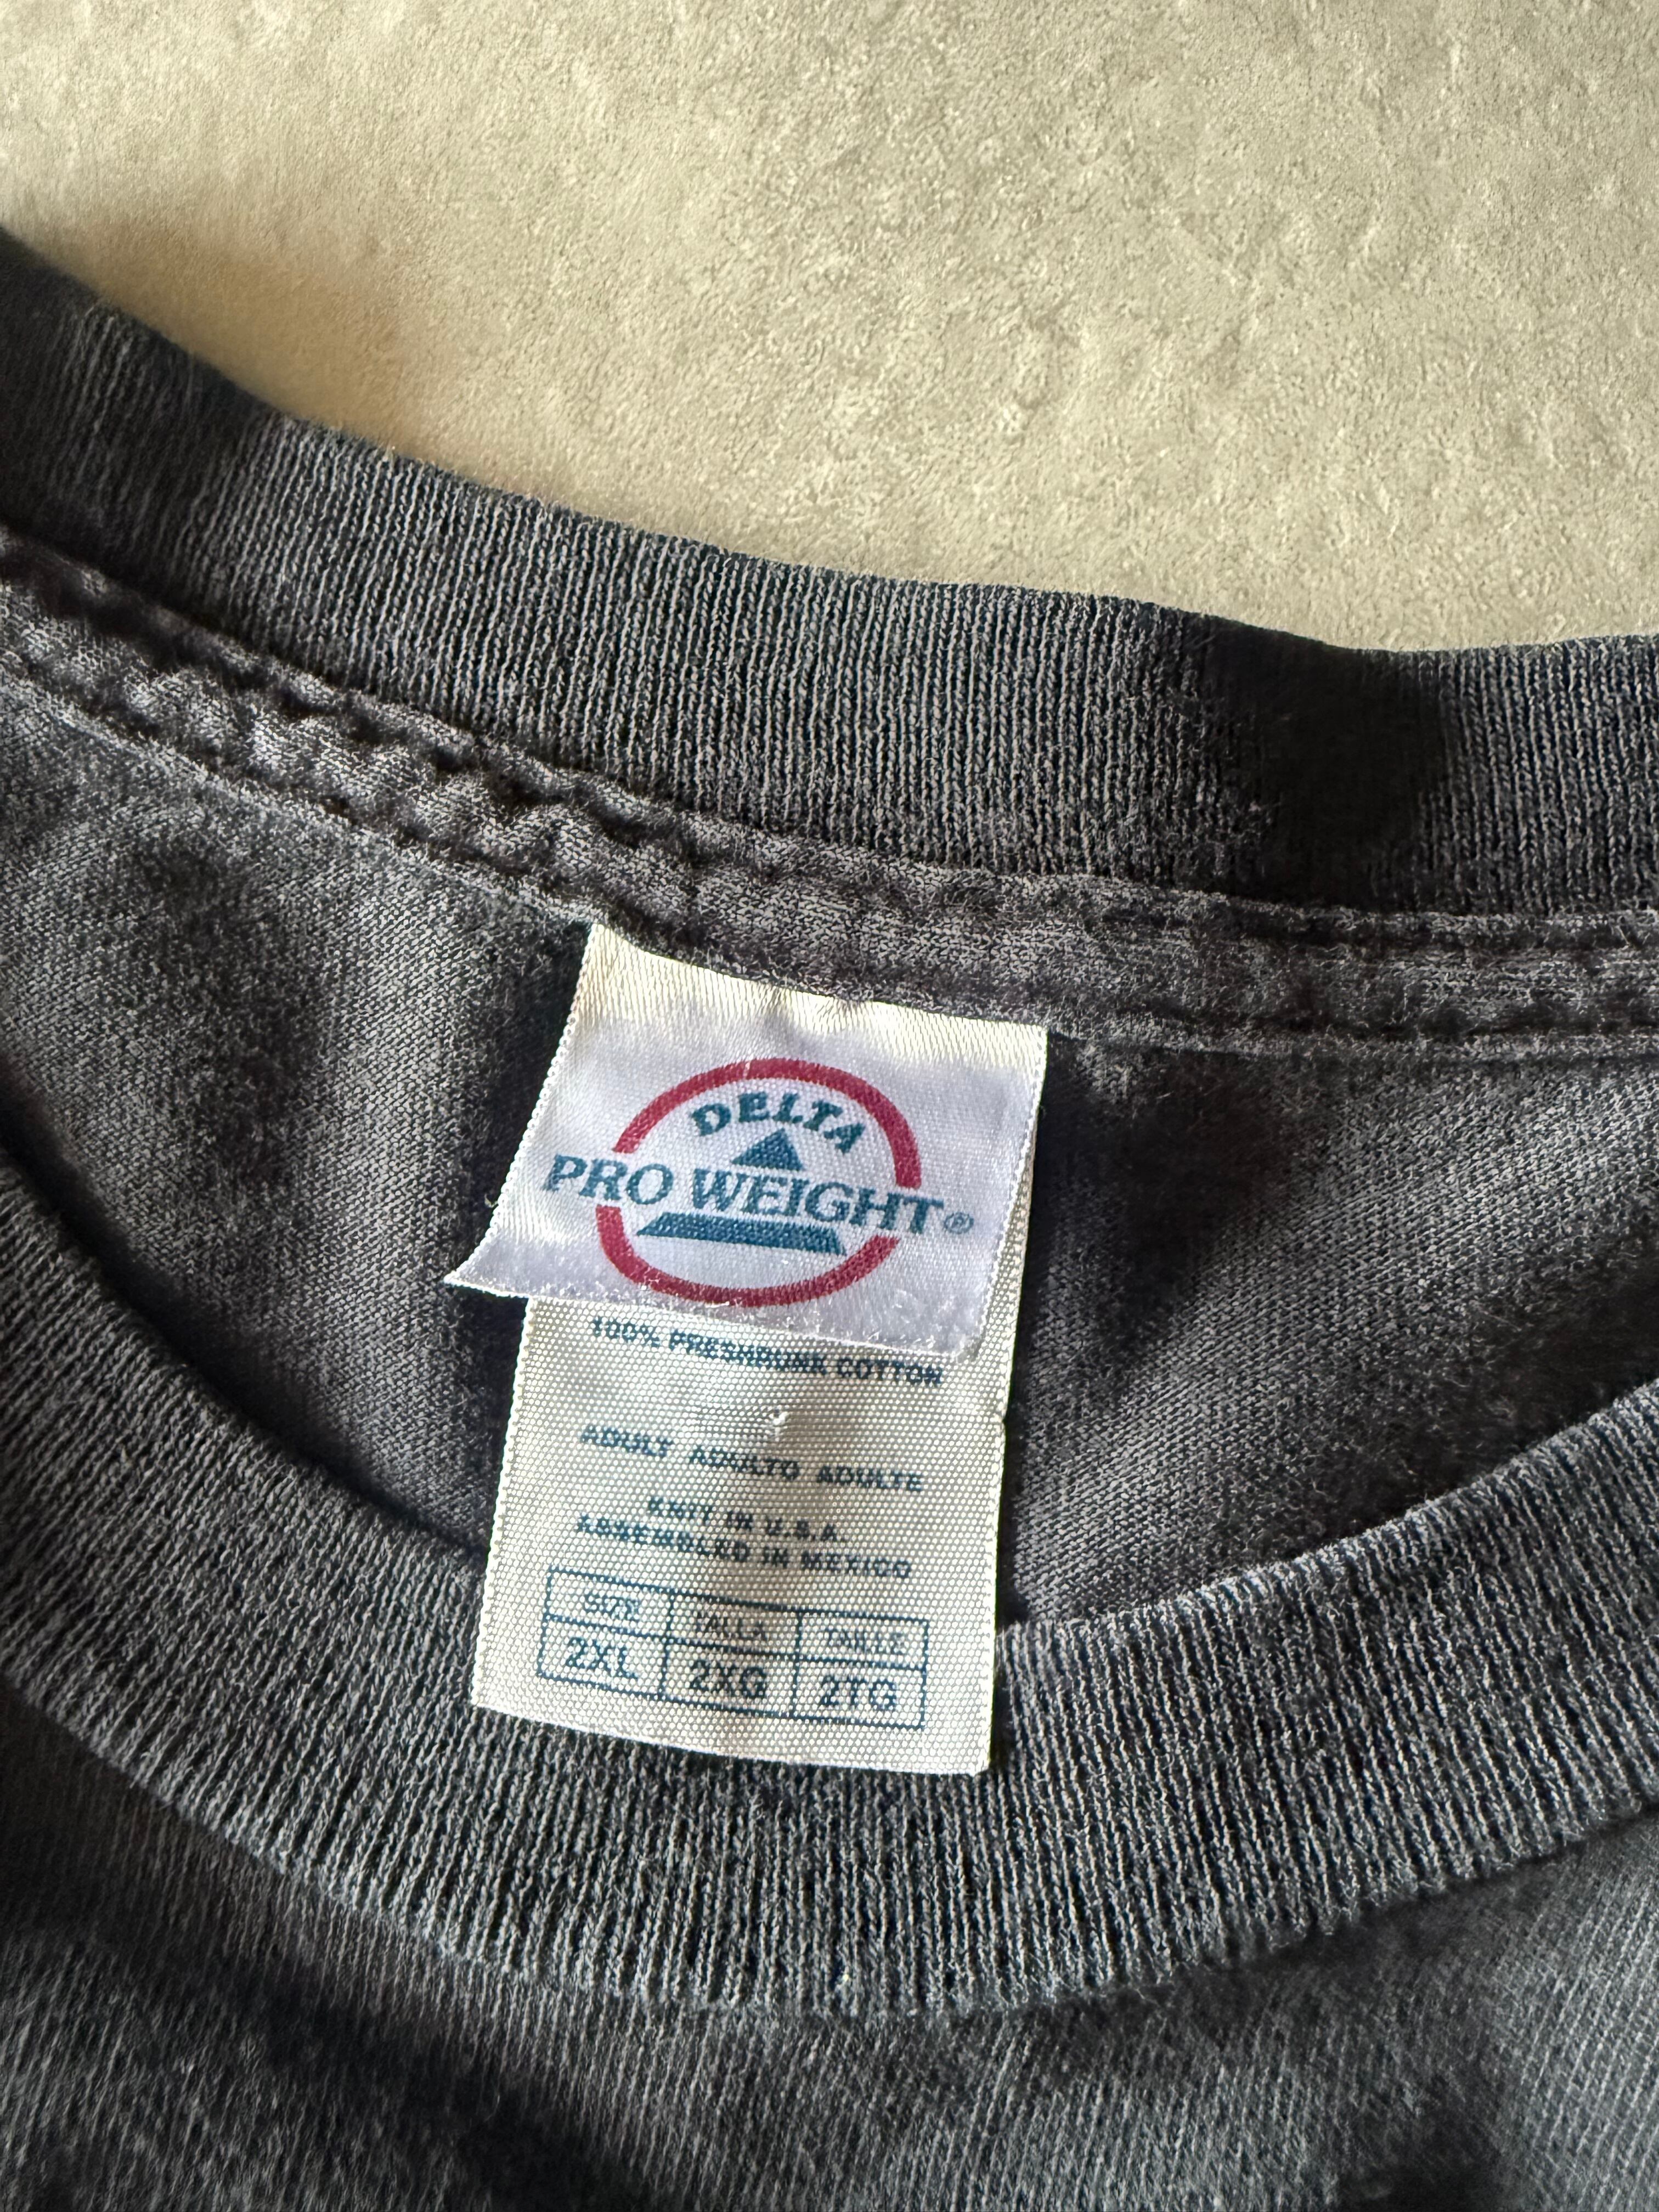 DELTA
PRO WEIGHT®
100% PRESHRUNK COTTON
ADULT ADULTO ADULTE
KNIT IN U.S.A.
ASSEMBLED IN MEXICO
SIZE TALLA TAILLE
2XL 2XG 2TG